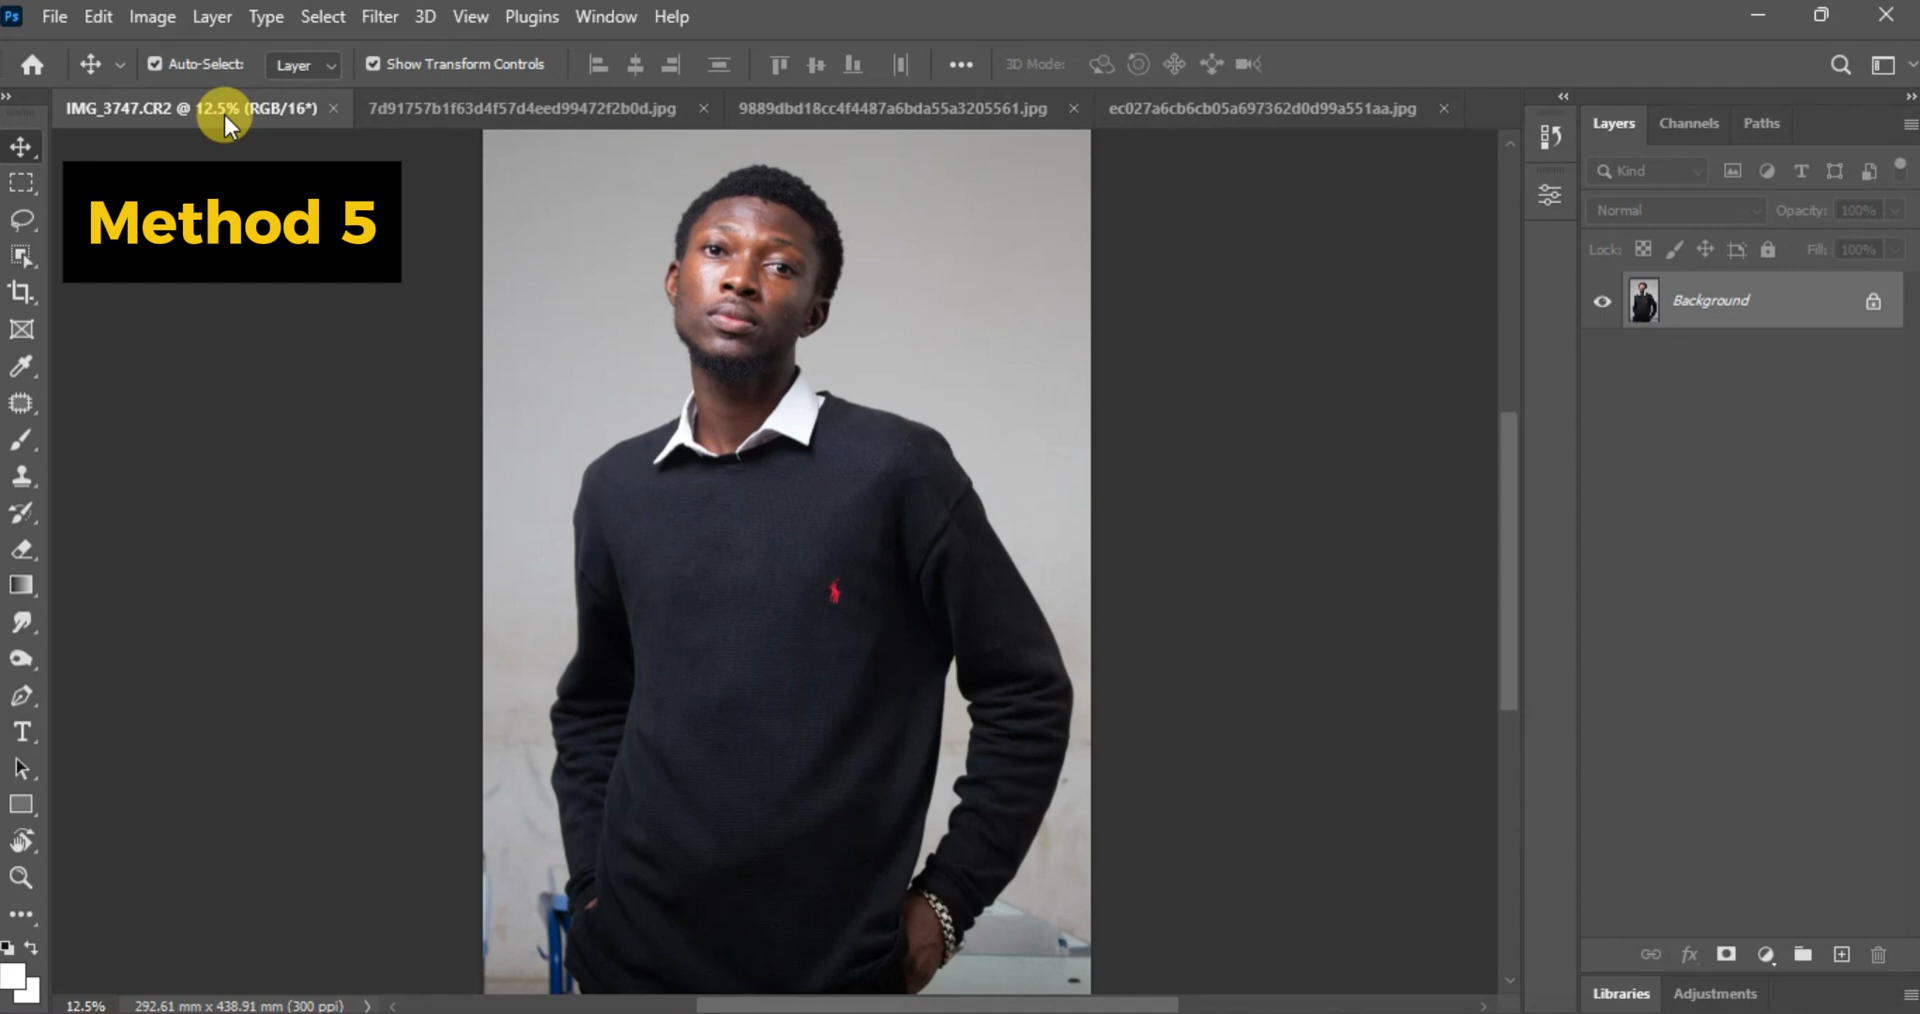 Ps File Edit Image Layer Type Select Filter 3D View Plugins Window Help
Auto-Select: Layer Show Transform Controls 3D Mode:
IMG_3747.CR2 @ 12.5% (RGB/16*) 7d91757b1f63d4f57d4eed99472f2b0d.jpg 9889dbd18cc4f4487a6bda55a3205561.jpg ec027a6cb6cb05a697362d0d99a551aa.jpg
Method 5
Layers Channels Paths
Kind
Normal Opacity: 100%
Lock: Fill: 100%
Background
fx
12.5% 292.61 mm x 438.91 mm (300 ppi)
Libraries Adjustments